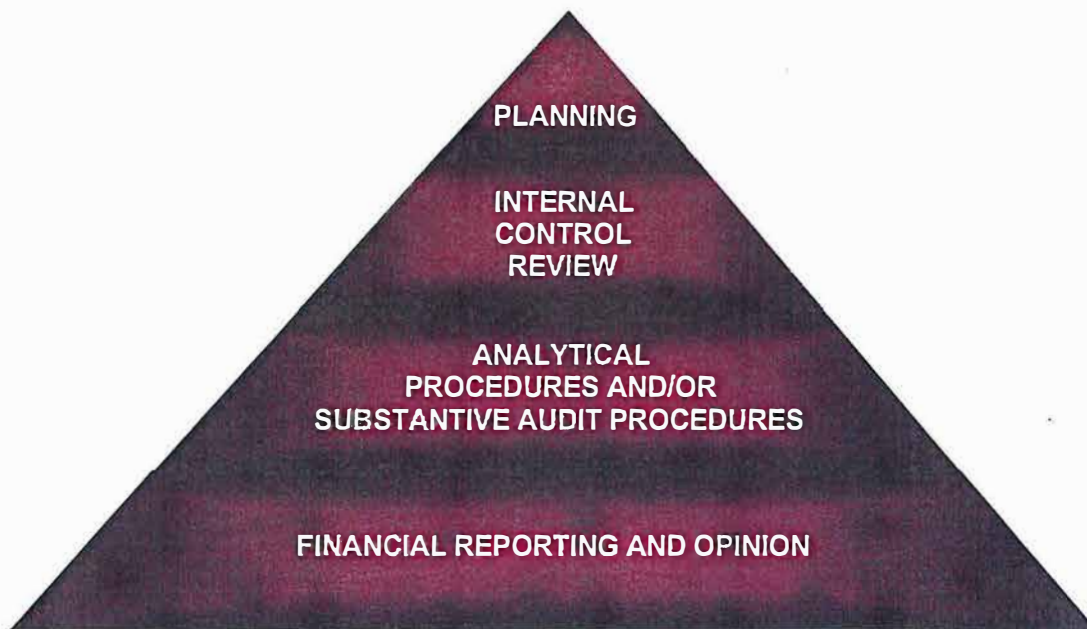 PLANNING
INTERNAL
CONTROL
REVIEW
ANALYTICAL
PROCEDURES AND/OR
SUBSTANTIVE AUDIT PROCEDURES
FINANCIAL REPORTING AND OPINION